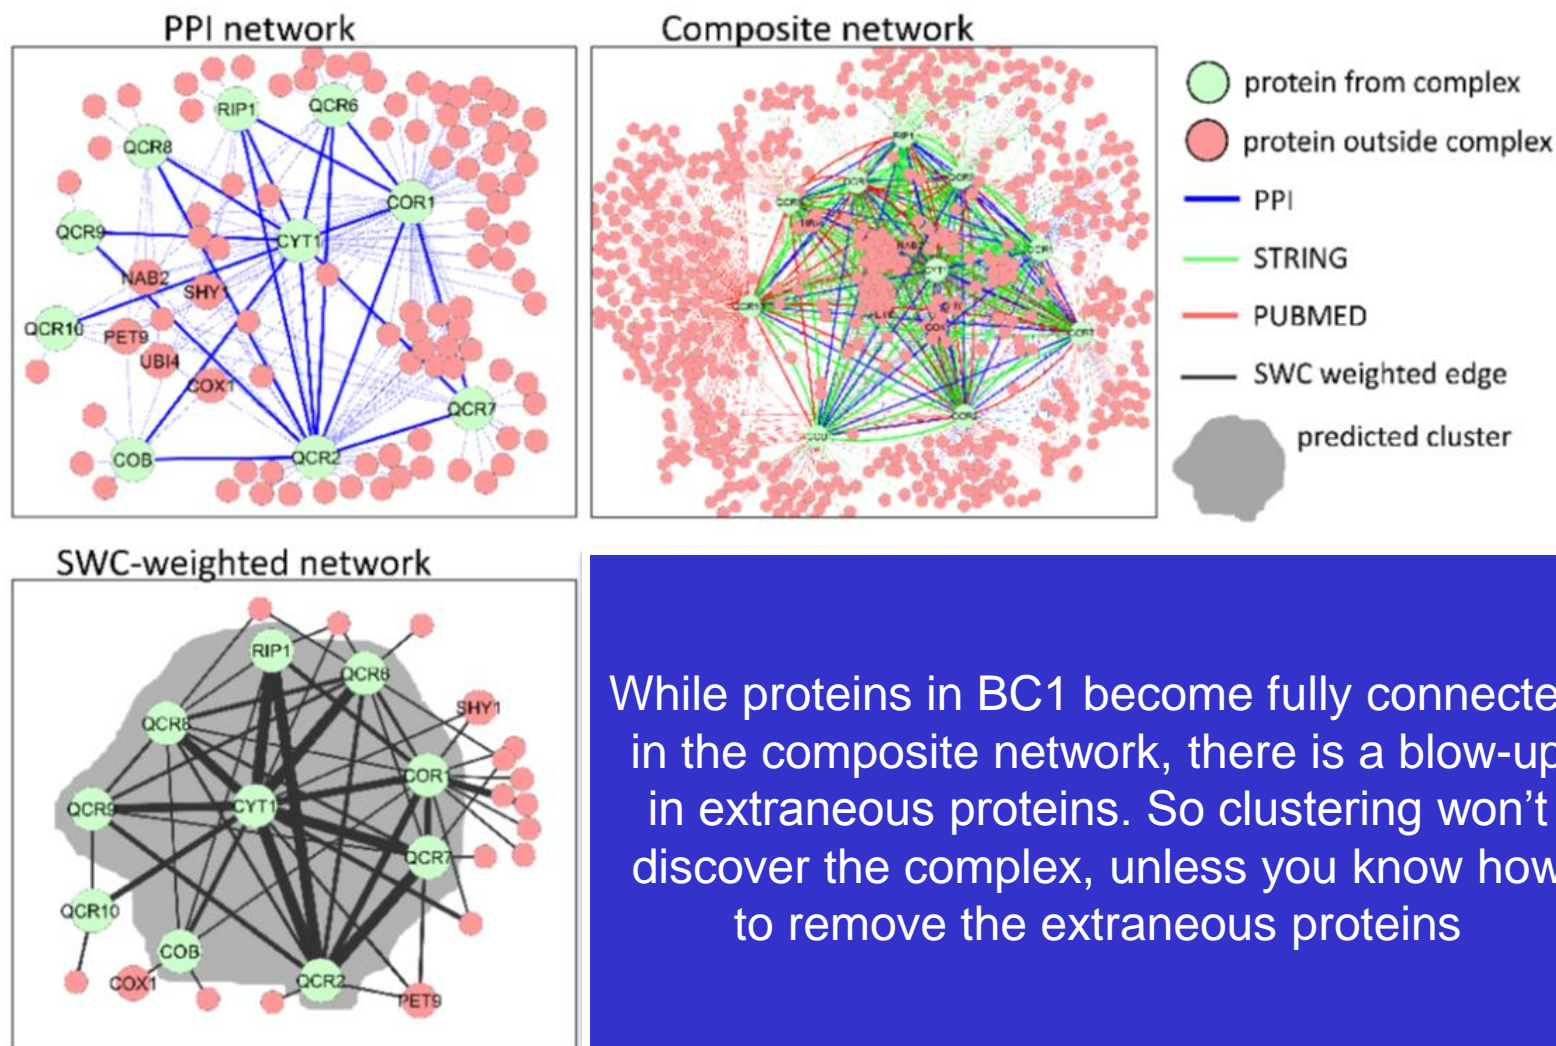 PPI network
RIP1
QCR6
QCR8
COR1
QCR9
CYT1
NAB2
SHY1
QCR10
PET9
UBI4
COX1
QCR7
COB
QCR2
Composite network
RIP1
NAB2
CYT1
COX
protein from complex
protein outside complex
PPI
STRING
PUBMED
SWC weighted edge
predicted cluster
SWC-weighted network
RIP1
QCR6
SHY1
QCR8
COR1
QCR9
CYT1
QCR7
QCR10
COB
COX1
QCR2
PET9
While proteins in BC1 become fully connecte
in the composite network, there is a blow-up
in extraneous proteins. So clustering won’t
discover the complex, unless you know how
to remove the extraneous proteins